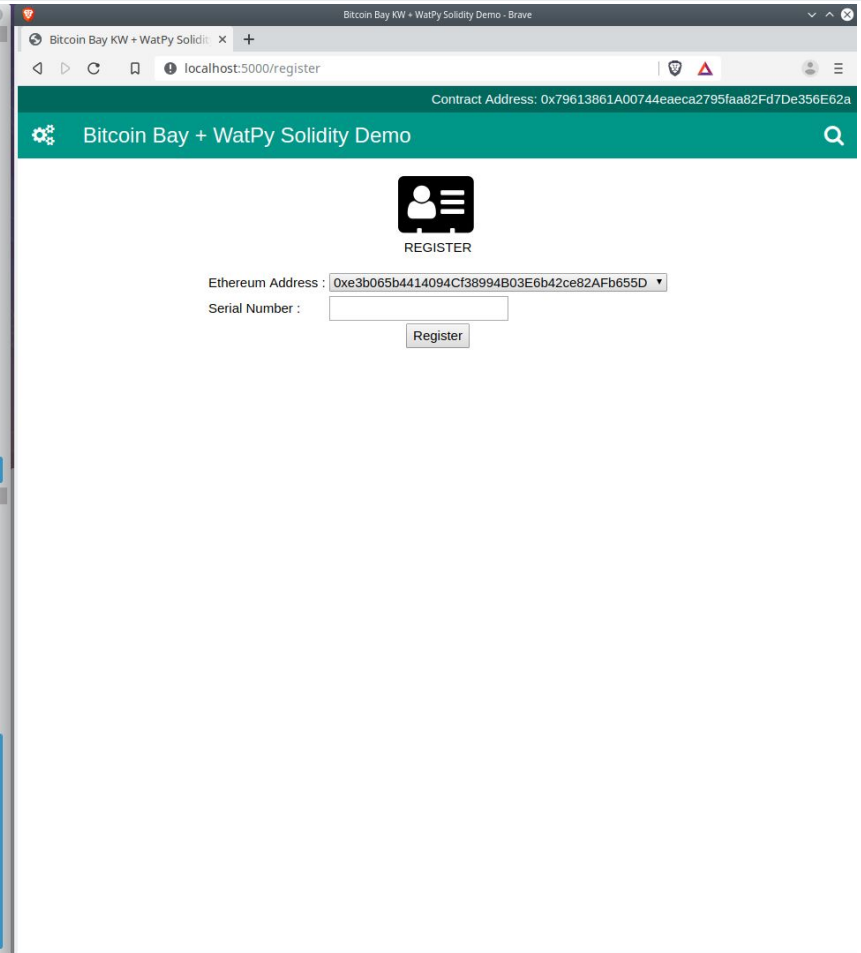 Bitcoin Bay KW + WatPy Solidity Demo - Brave
Bitcoin Bay KW + WatPy Solidit
localhost:5000/register
Contract Address: 0x79613861A00744eaeca2795faa82Fd7De356E62a
Bitcoin Bay + WatPy Solidity Demo
REGISTER
Ethereum Address : 0xe3b065b4414094Cf38994B03E6b42ce82AFb655D
Serial Number :
Register